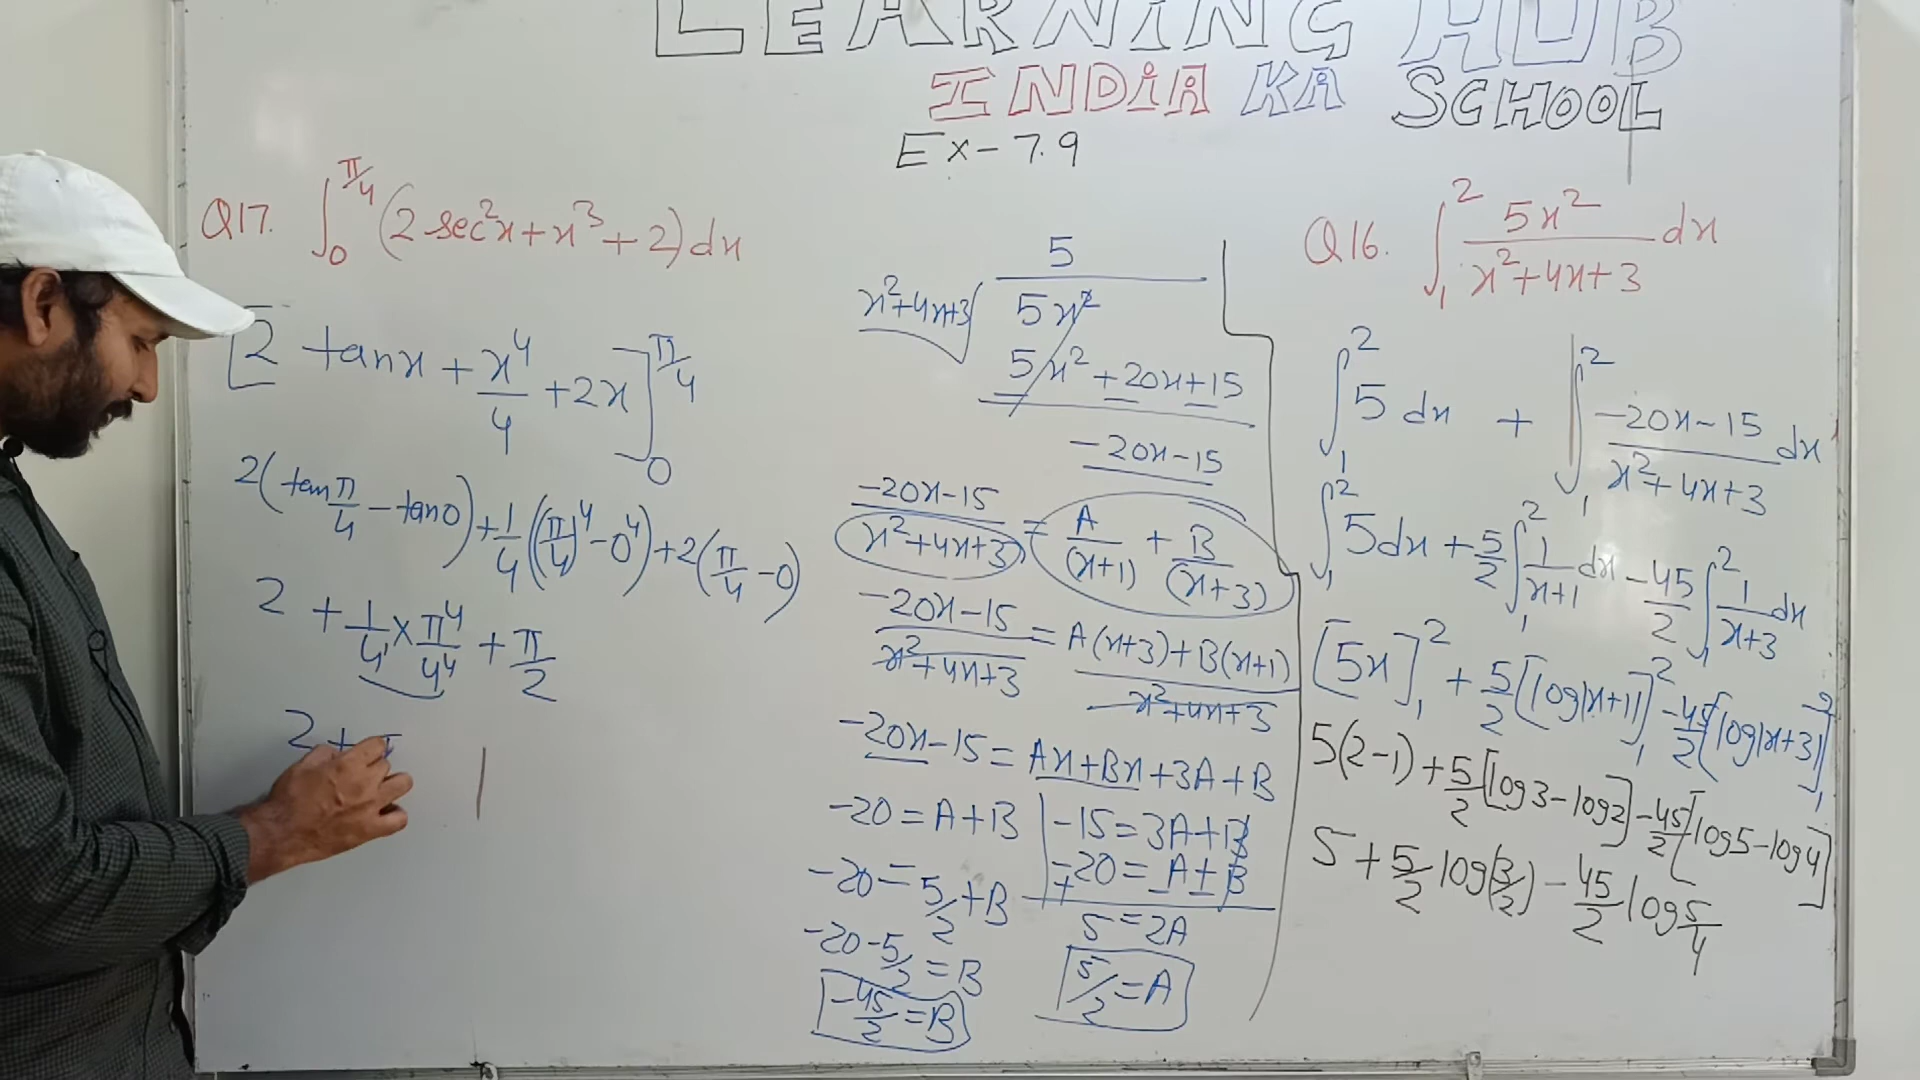 LEARNING HUB
INDIA KA SCHOOL
Ex-7.9
Q17. ∫₀^{π/4} (2 sec²x + x³ + 2) dx
[2 tanx + x⁴/4 + 2x]₀^{π/4}
2(tan π/4 - tan0) + 1/4((π/4)⁴ - 0⁴) + 2(π/4 - 0)
2 + 1/4¹ × π⁴/4⁴ + π/2
2 + π
5
x²+4x+3 √ 5x²
5x² + 20x + 15
-20x-15
(-20x-15)/(x²+4x+3) = A/(x+1) + B/(x+3)
(-20x-15)/(x²+4x+3) = (A(x+3)+B(x+1))/(x²+4x+3)
-20x-15 = Ax+Bx+3A+B
-20 = A+B
-20 = 5/2 + B
-20-5/2 = B
-45/2 = B
-15 = 3A+B
-20 = A+B
5 = 2A
5/2 = A
Q16. ∫₁² 5x²/(x²+4x+3) dx
∫₁² 5 dx + ∫₁² (-20x-15)/(x²+4x+3) dx
∫₁² 5dx + 5/2 ∫₁² 1/(x+1) dx - 45/2 ∫₁² 1/(x+3) dx
[5x]₁² + 5/2 [log|x+1|]₁² - 45/2 [log|x+3|]₁²
5(2-1) + 5/2 [log3-log2] - 45/2 [log5-log4]
5 + 5/2 log(3/2) - 45/2 log 5/4